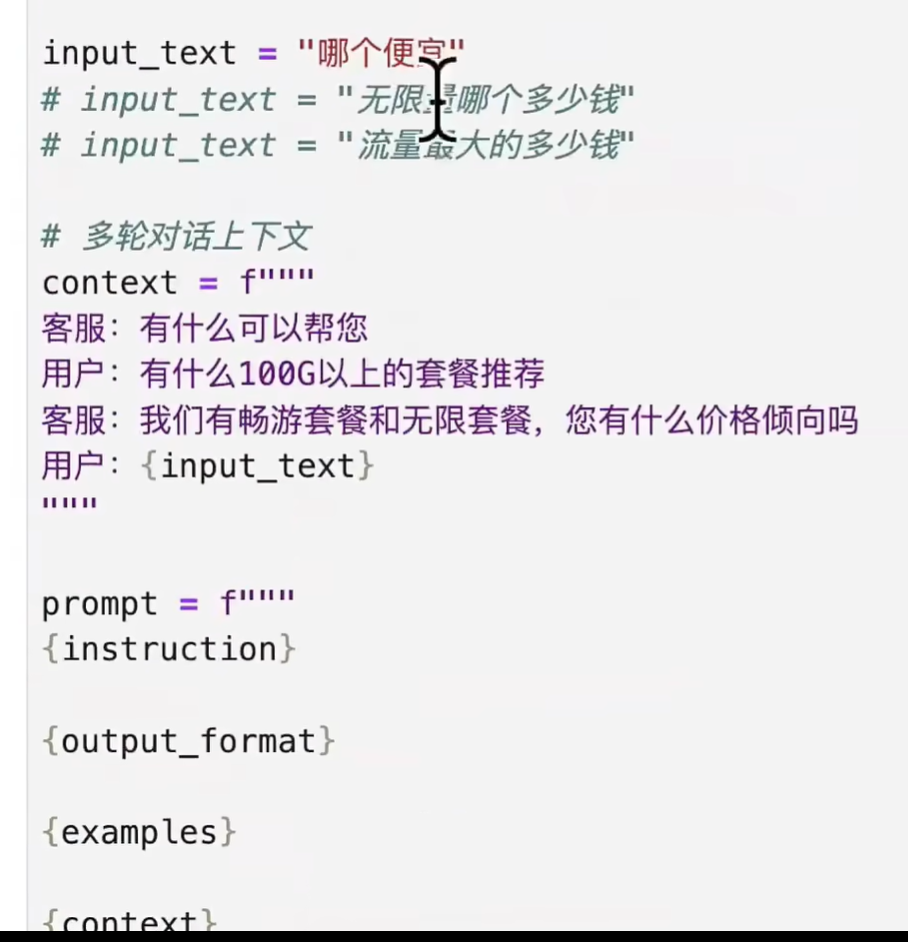 input_text = "哪个便宜"
# input_text = "无限量哪个多少钱"
# input_text = "流量最大的多少钱"
# 多轮对话上下文
context = f"""
客服：有什么可以帮您
用户：有什么100G以上的套餐推荐
客服：我们有畅游套餐和无限套餐，您有什么价格倾向吗
用户：{input_text}
"""
prompt = f"""
{instruction}
{output_format}
{examples}
{context}